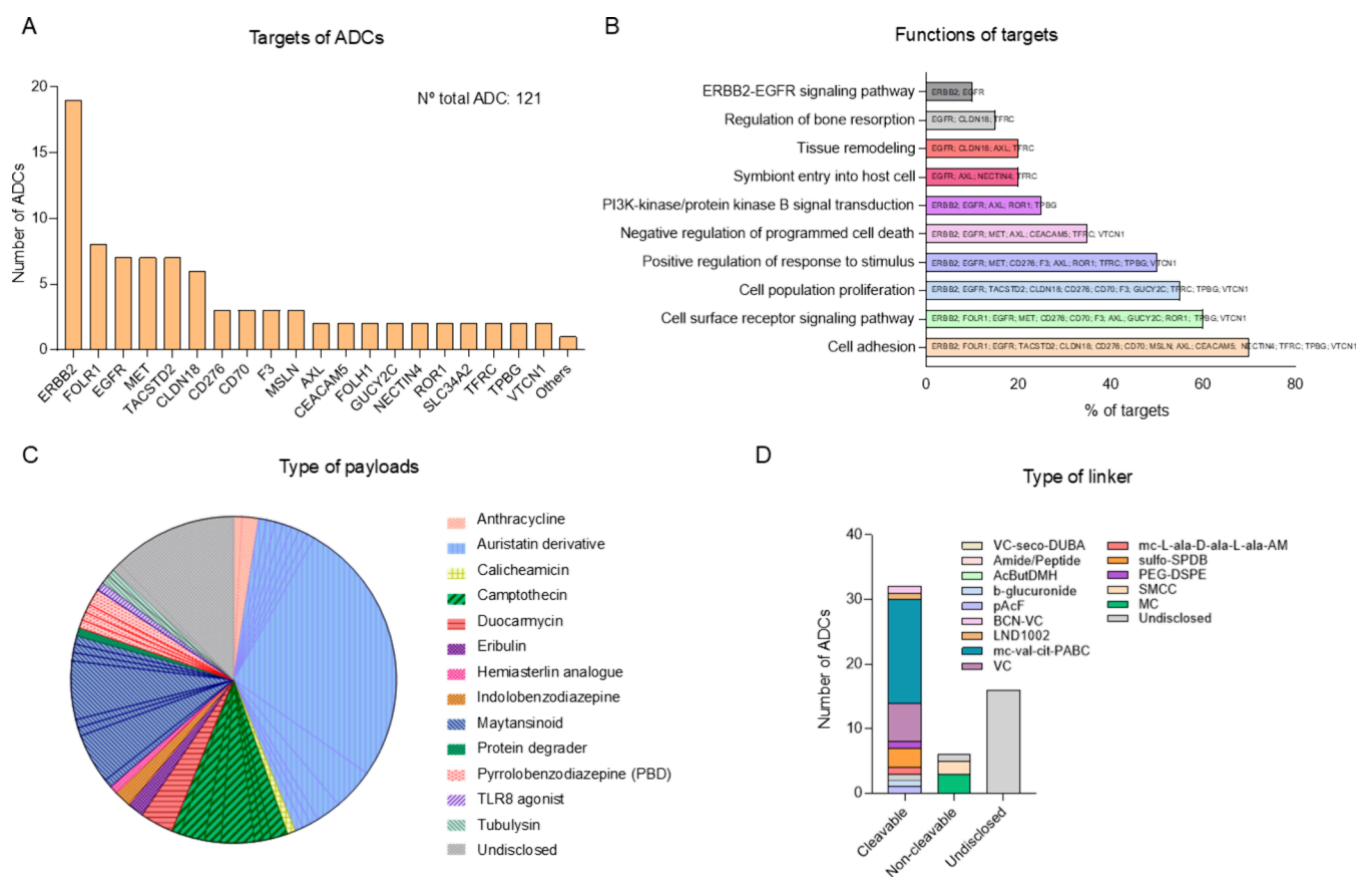 A
Targets of ADCs
Nº total ADC: 121
Number of ADCs
20
15
10
5
0
ERBB2
FOLR1
EGFR
MET
TACSTD2
CLDN18
CD276
CD70
F3
MSLN
AXL
CEACAM5
FOLH1
GUCY2C
NECTIN4
ROR1
SLC34A2
TFRC
TPBG
VTCN1
Others
B
Functions of targets
ERBB2-EGFR signaling pathway
ERBB2; EGFR
Regulation of bone resorption
EGFR; CLDN18; TFRC
Tissue remodeling
EGFR; CLDN18; AXL; TFRC
Symbiont entry into host cell
EGFR; AXL; NECTIN4; TFRC
PI3K-kinase/protein kinase B signal transduction
ERBB2; EGFR; AXL; ROR1; TPBG
Negative regulation of programmed cell death
ERBB2; EGFR; MET; AXL; CEACAM5; TFRC; VTCN1
Positive regulation of response to stimulus
ERBB2; EGFR; MET; CD276; F3; AXL; ROR1; TFRC; TPBG; VTCN1
Cell population proliferation
ERBB2; EGFR; TACSTD2; CLDN18; CD276; CD70; F3; GUCY2C; TFRC; TPBG; VTCN1
Cell surface receptor signaling pathway
ERBB2; FOLR1; EGFR; MET; CD276; CD70; F3; AXL; GUCY2C; ROR1; TPBG; VTCN1
Cell adhesion
ERBB2; FOLR1; EGFR; TACSTD2; CLDN18; CD276; CD70; MSLN; AXL; CEACAM5; NECTIN4; TFRC; TPBG; VTCN1
0
20
40
60
80
% of targets
C
Type of payloads
Anthracycline
Auristatin derivative
Calicheamicin
Camptothecin
Duocarmycin
Eribulin
Hemiasterlin analogue
Indolobenzodiazepine
Maytansinoid
Protein degrader
Pyrrolobenzodiazepine (PBD)
TLR8 agonist
Tubulysin
Undisclosed
D
Type of linker
Number of ADCs
40
30
20
10
0
VC-seco-DUBA
Amide/Peptide
AcButDMH
b-glucuronide
pAcF
BCN-VC
LND1002
mc-val-cit-PABC
VC
mc-L-ala-D-ala-L-ala-AM
sulfo-SPDB
PEG-DSPE
SMCC
MC
Undisclosed
Cleavable
Non-cleavable
Undisclosed